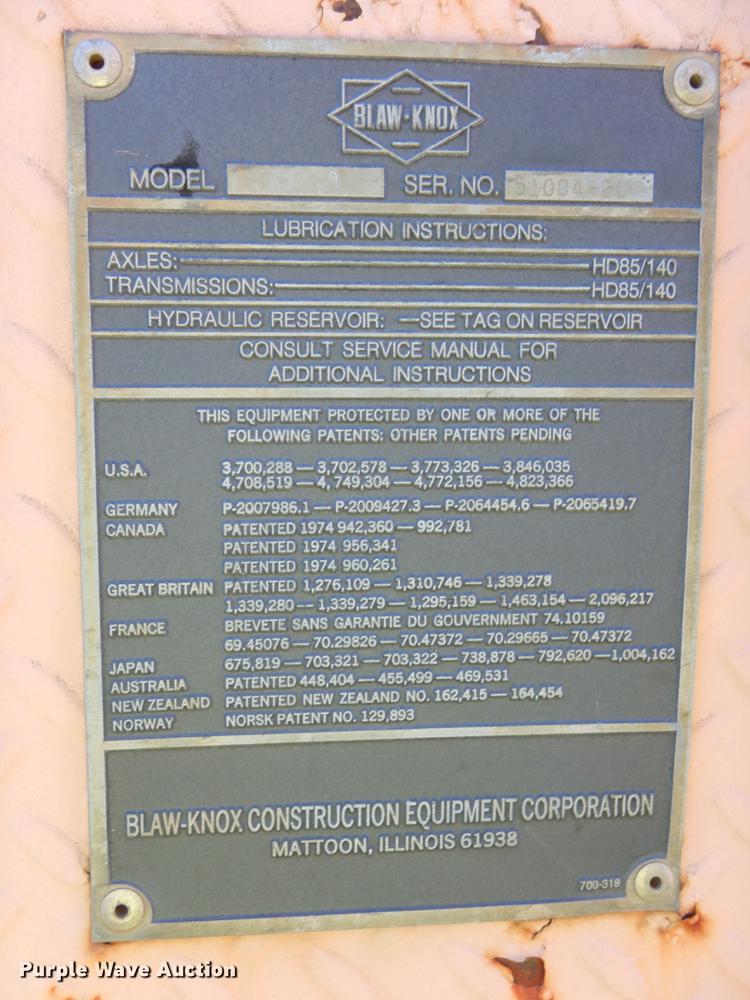 BLAW-KNOX
MODEL SER. NO.
LUBRICATION INSTRUCTIONS:
AXLES: HD85/140
TRANSMISSIONS: HD85/140
HYDRAULIC RESERVOIR: —SEE TAG ON RESERVOIR
CONSULT SERVICE MANUAL FOR
ADDITIONAL INSTRUCTIONS
THIS EQUIPMENT PROTECTED BY ONE OR MORE OF THE
FOLLOWING PATENTS: OTHER PATENTS PENDING
U.S.A. 3,700,288 — 3,702,578 — 3,773,326 — 3,846,035
4,708,519 — 4,749,304 — 4,772,156 — 4,823,366
GERMANY P-2007986.1 — P-2009427.3 — P-2064454.6 — P-2065419.7
CANADA PATENTED 1974 942,360 — 992,781
PATENTED 1974 956,341
PATENTED 1974 960,261
GREAT BRITAIN PATENTED 1,276,109 — 1,310,746 — 1,339,278
1,339,280 — 1,339,279 — 1,295,159 — 1,463,154 — 2,096,217
FRANCE BREVETE SANS GARANTIE DU GOUVERNMENT 74.10159
69.45076 — 70.29826 — 70.47372 — 70.29665 — 70.47372
JAPAN 675,819 — 703,321 — 703,322 — 738,878 — 792,620 —1,004,162
AUSTRALIA PATENTED 448,404 — 455,499 — 469,531
NEW ZEALAND PATENTED NEW ZEALAND NO. 162,415 — 164,454
NORWAY NORSK PATENT NO. 129,893
BLAW-KNOX CONSTRUCTION EQUIPMENT CORPORATION
MATTOON, ILLINOIS 61938
700-319
Purple Wave Auction